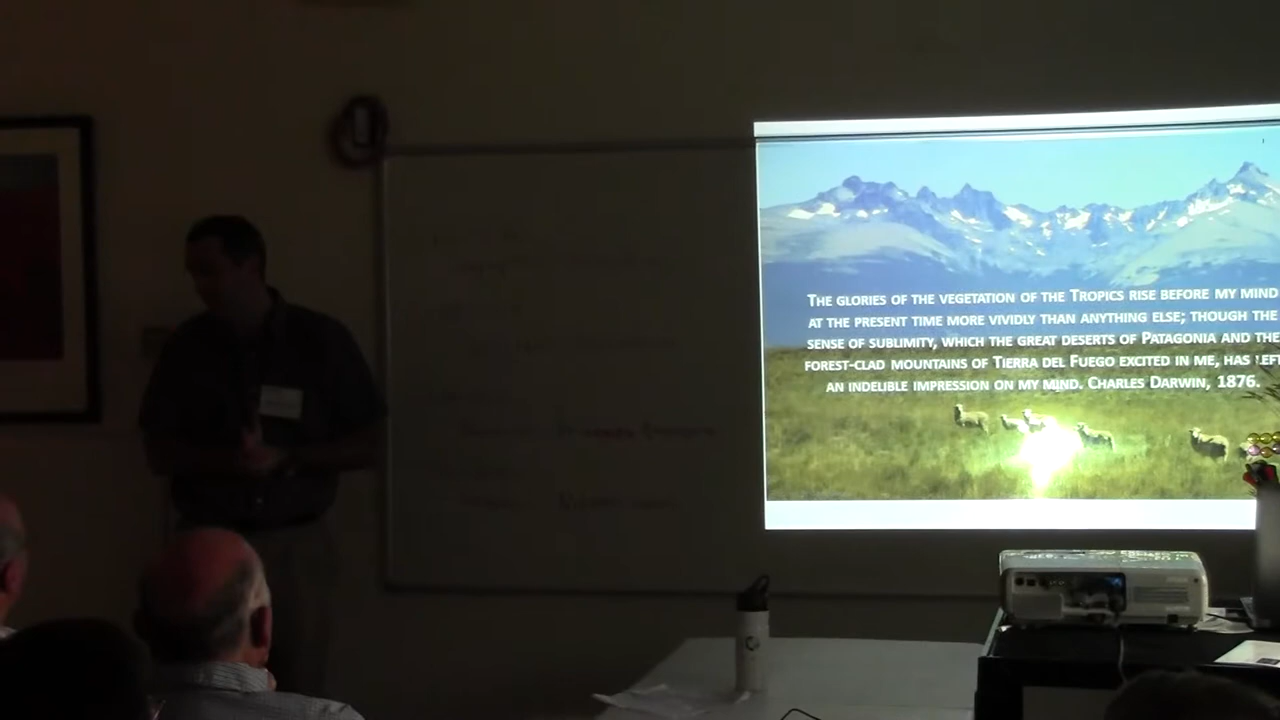 THE GLORIES OF THE VEGETATION OF THE TROPICS RISE BEFORE MY MIND
AT THE PRESENT TIME MORE VIVIDLY THAN ANYTHING ELSE; THOUGH THE
SENSE OF SUBLIMITY, WHICH THE GREAT DESERTS OF PATAGONIA AND THE
FOREST-CLAD MOUNTAINS OF TIERRA DEL FUEGO EXCITED IN ME, HAS LEFT
AN INDELIBLE IMPRESSION ON MY MIND. CHARLES DARWIN, 1876.